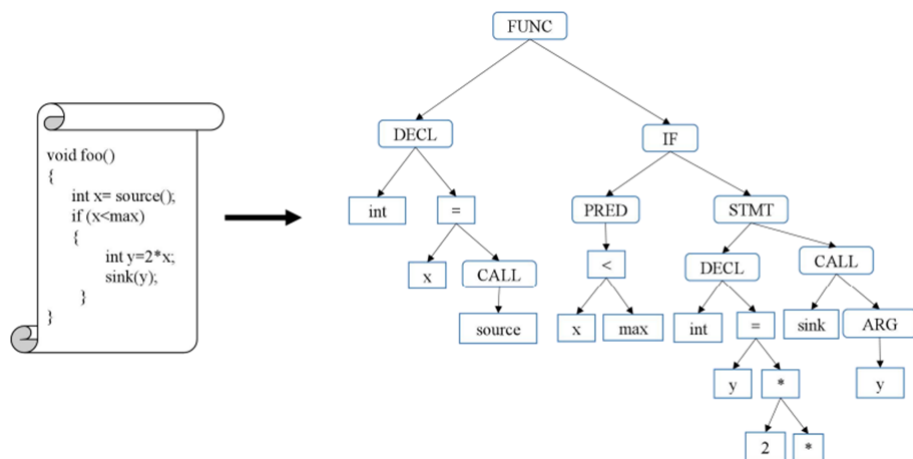 FUNC
DECL
IF
void foo()
{
int x= source();
if (x<max)
{
int y=2*x;
sink(y);
}
}
int
=
PRED
STMT
x
CALL
<
DECL
CALL
source
x
max
int
=
sink
ARG
y
*
y
2
*